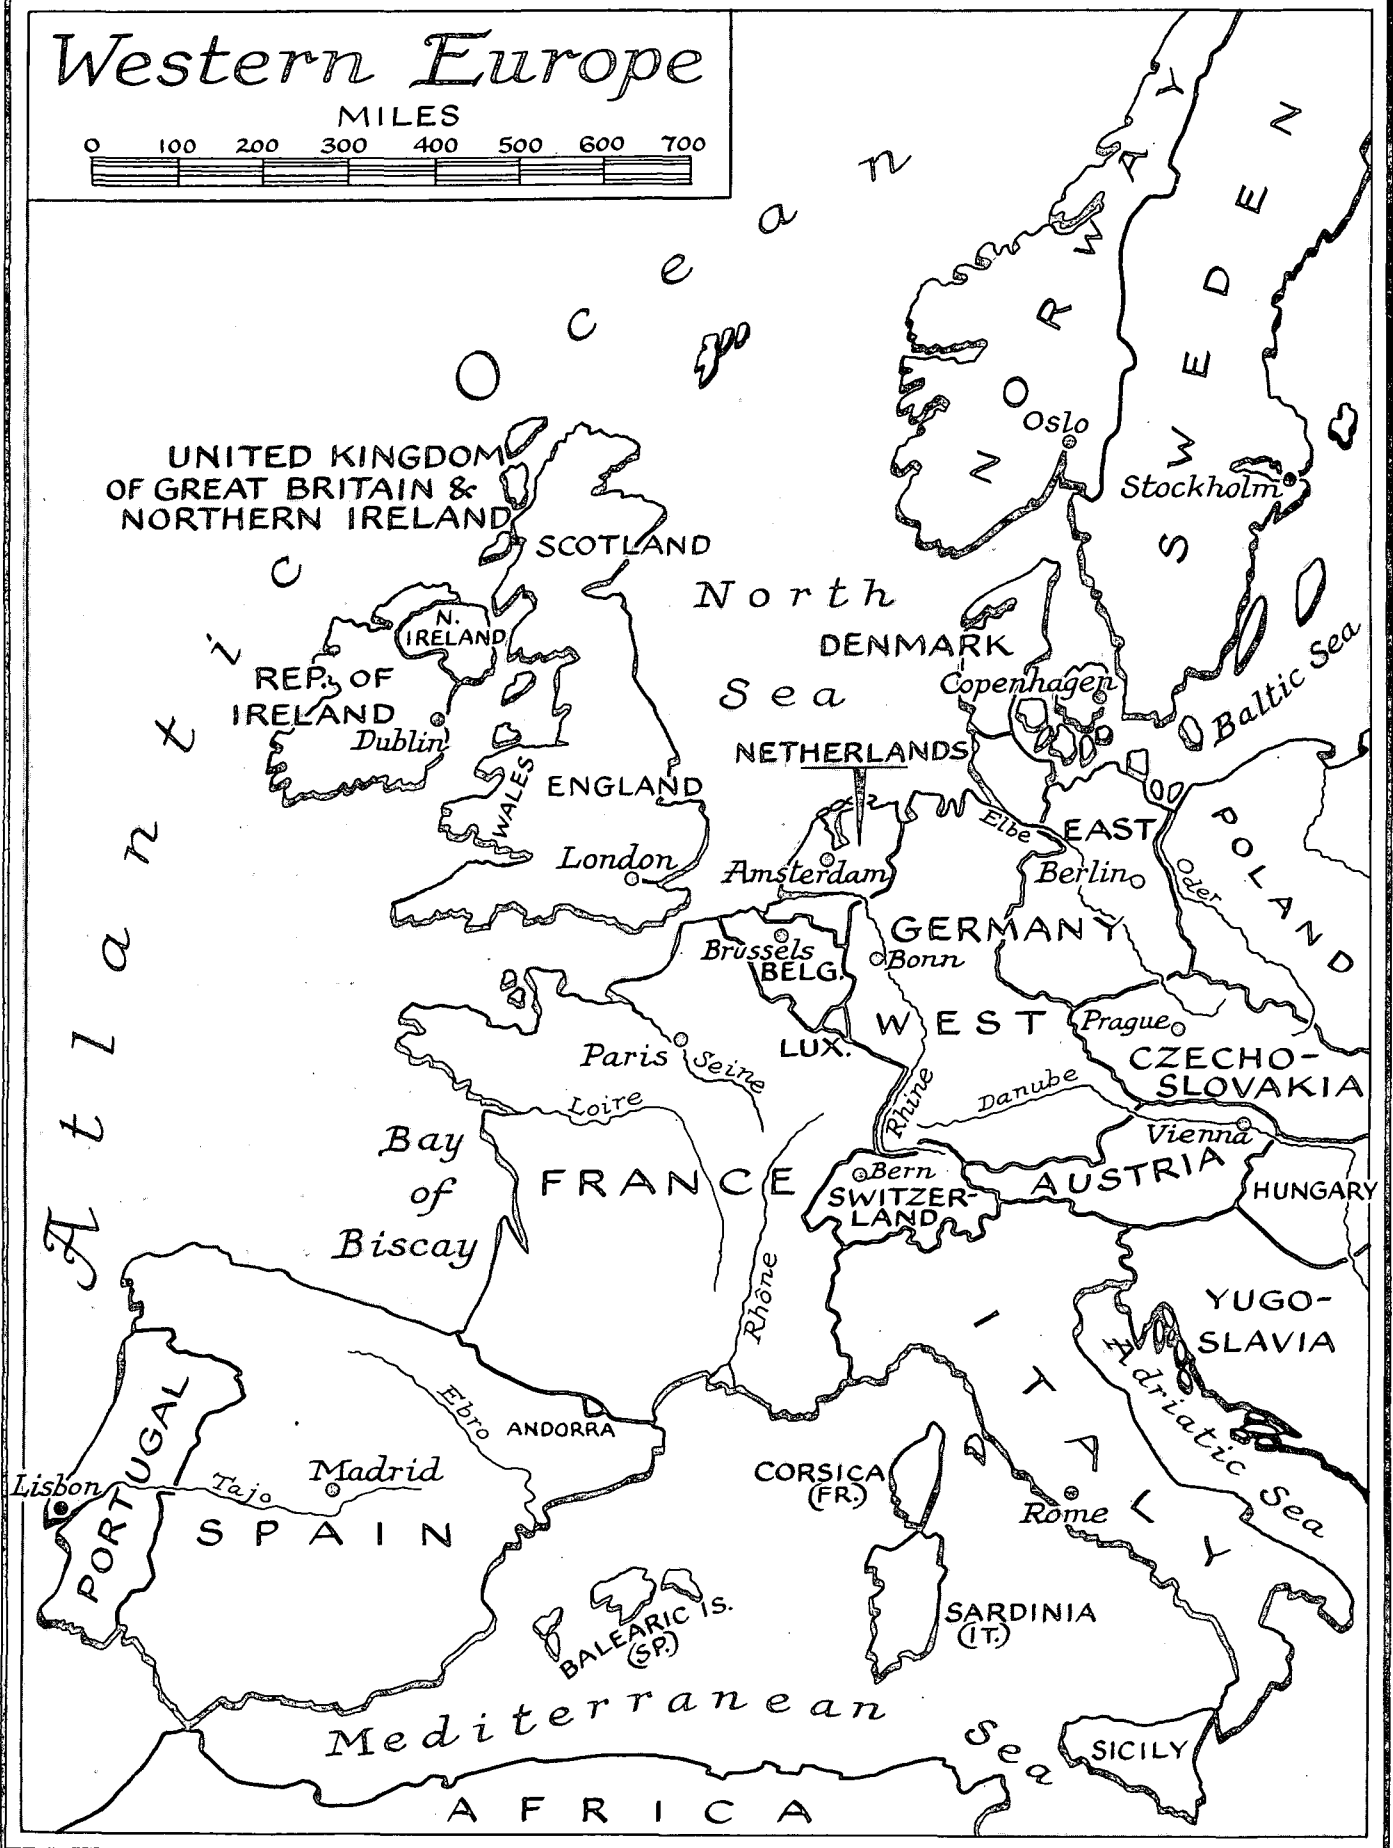 Western Europe
MILES
0 100 200 300 400 500 600 700
Atlantic Ocean
NORWAY
SWEDEN
Oslo
Stockholm
UNITED KINGDOM
OF GREAT BRITAIN &
NORTHERN IRELAND
SCOTLAND
North
Sea
N.
IRELAND
REP. OF
IRELAND
Dublin
DENMARK
Copenhagen
Baltic Sea
NETHERLANDS
WALES
ENGLAND
London
Elbe
EAST
Berlin
Oder
POLAND
Amsterdam
GERMANY
Brussels
BELG.
Bonn
WEST
LUX.
Prague
CZECHO-
SLOVAKIA
Paris
Seine
Loire
Rhine
Danube
Vienna
Bay
of
Biscay
FRANCE
Bern
SWITZER-
LAND
AUSTRIA
HUNGARY
Rhône
YUGO-
SLAVIA
ITALY
Adriatic Sea
PORTUGAL
Ebro
ANDORRA
Lisbon
Tajo
Madrid
SPAIN
CORSICA
(FR.)
Rome
BALEARIC IS.
(SP.)
SARDINIA
(IT.)
Mediterranean Sea
SICILY
AFRICA